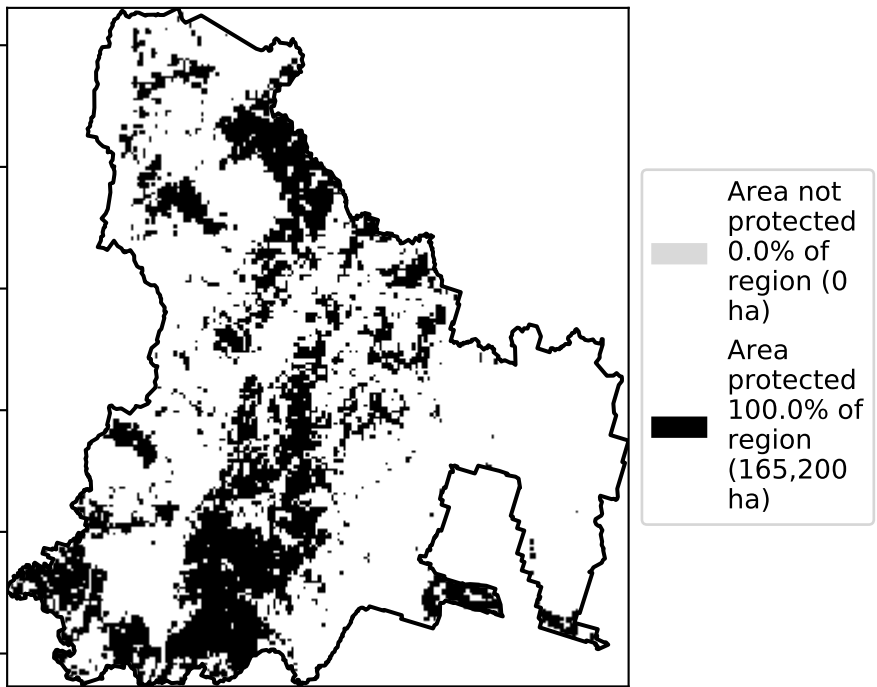 Area not
protected
0.0% of
region (0
ha)
Area
protected
100.0% of
region
(165,200
ha)